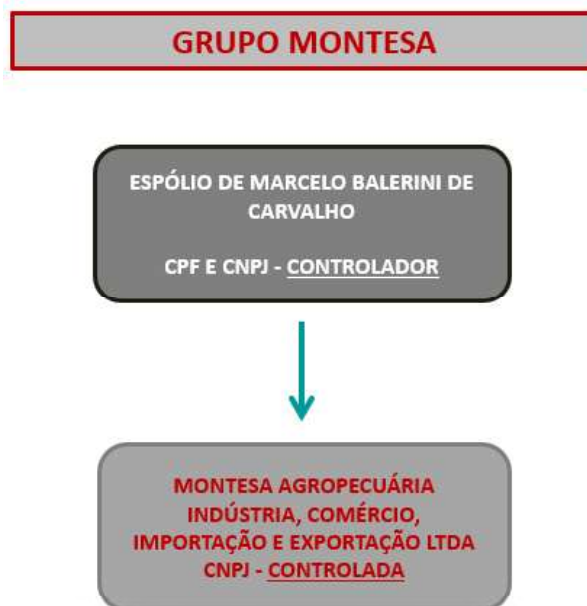 GRUPO MONTESA
ESPÓLIO DE MARCELO BALERINI DE
CARVALHO
CPF E CNPJ - CONTROLADOR
MONTESA AGROPECUÁRIA
INDÚSTRIA, COMÉRCIO,
IMPORTAÇÃO E EXPORTAÇÃO LTDA
CNPJ - CONTROLADA